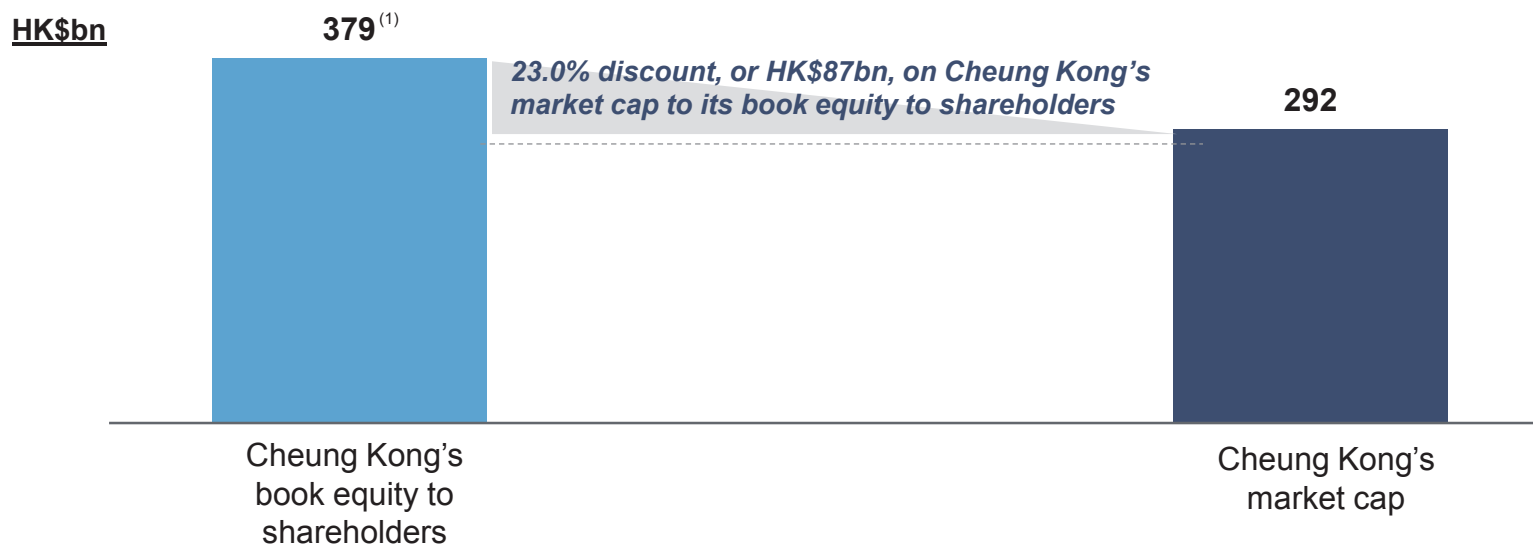 HK$bn
379 (1)
23.0% discount, or HK$87bn, on Cheung Kong’s
market cap to its book equity to shareholders
292
Cheung Kong’s
book equity to
shareholders
Cheung Kong’s
market cap